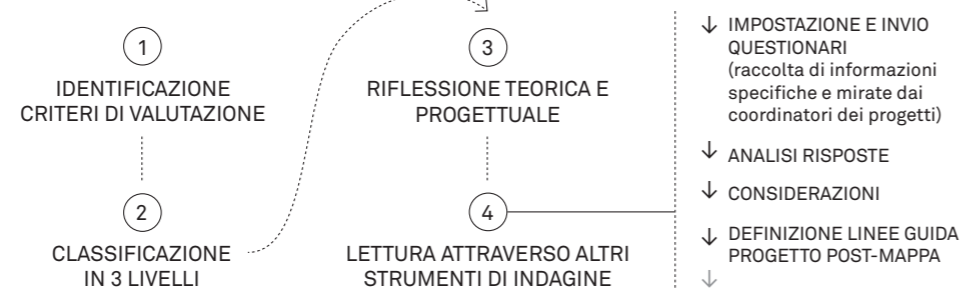 1
IDENTIFICAZIONE
CRITERI DI VALUTAZIONE
2
CLASSIFICAZIONE
IN 3 LIVELLI
3
RIFLESSIONE TEORICA E
PROGETTUALE
4
LETTURA ATTRAVERSO ALTRI
STRUMENTI DI INDAGINE
↓ IMPOSTAZIONE E INVIO
QUESTIONARI
(raccolta di informazioni
specifiche e mirate dai
coordinatori dei progetti)
↓ ANALISI RISPOSTE
↓ CONSIDERAZIONI
↓ DEFINIZIONE LINEE GUIDA
PROGETTO POST-MAPPA
↓